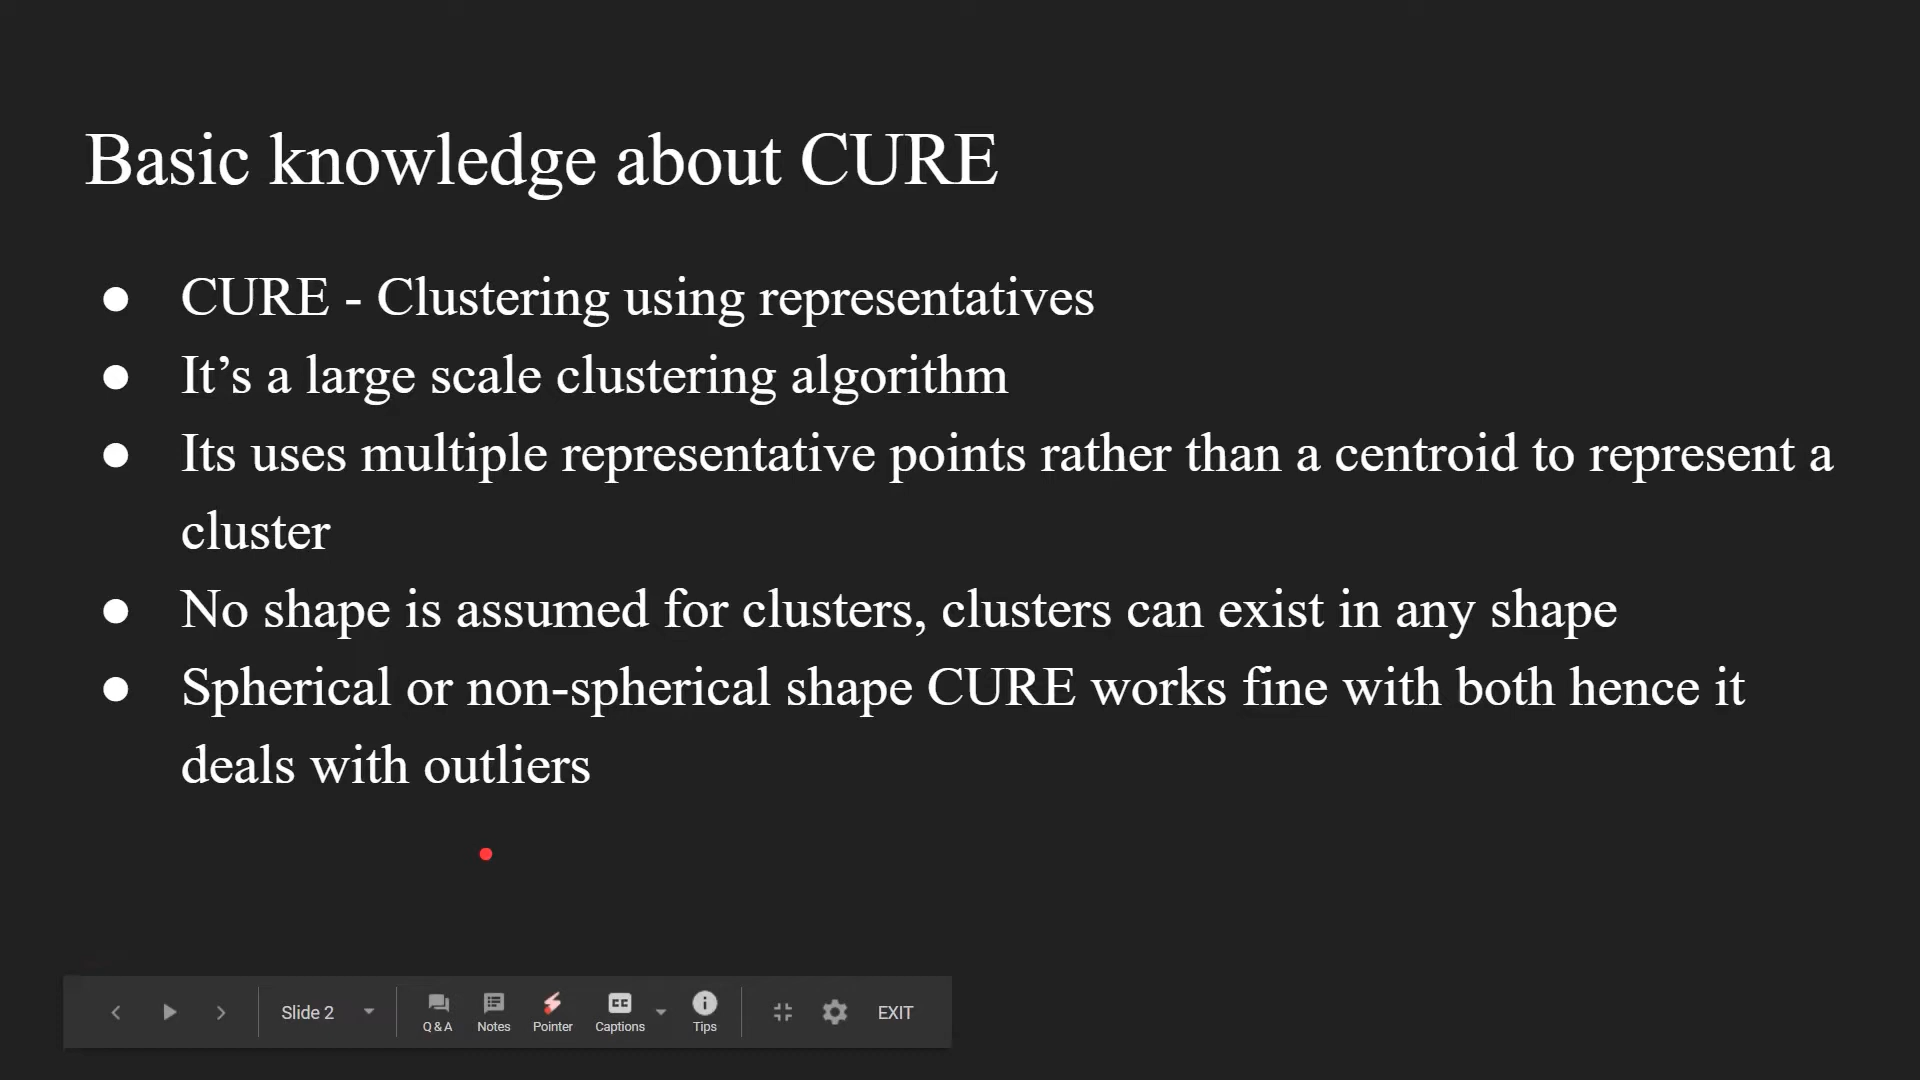 Basic knowledge about CURE
● CURE - Clustering using representatives
● It’s a large scale clustering algorithm
● Its uses multiple representative points rather than a centroid to represent a
cluster
● No shape is assumed for clusters, clusters can exist in any shape
● Spherical or non-spherical shape CURE works fine with both hence it
deals with outliers
Slide 2 Q&A Notes Pointer CC Captions Tips EXIT